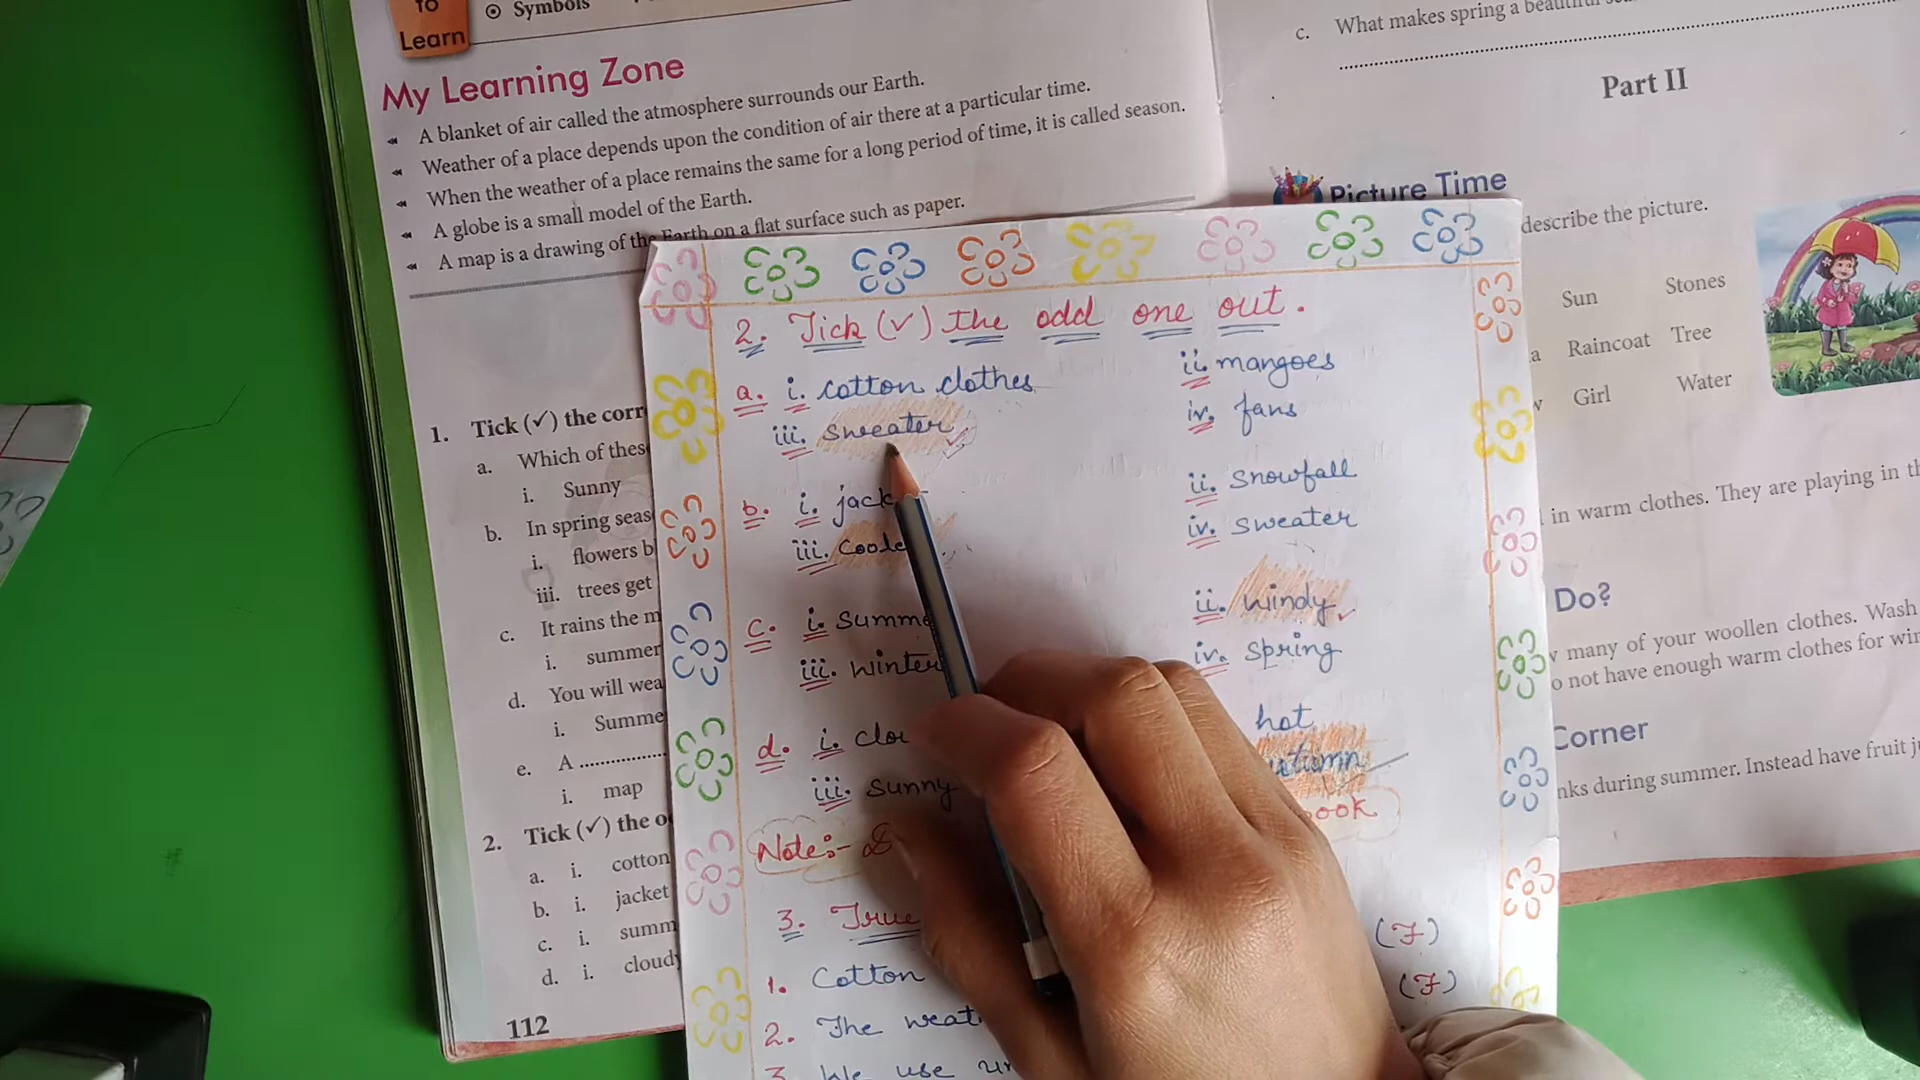 to
Learn
Symbols
My Learning Zone
A blanket of air called the atmosphere surrounds our Earth.
Weather of a place depends upon the condition of air there at a particular time.
When the weather of a place remains the same for a long period of time, it is called season.
A globe is a small model of the Earth.
A map is a drawing of the Earth on a flat surface such as paper.
1. Tick (✓) the corr
a. Which of thes
i. Sunny
b. In spring seas
i. flowers b
iii. trees get
c. It rains the m
i. summer
d. You will wea
i. Summe
e. A ..............
i. map
2. Tick (✓) the o
a. i. cotton
b. i. jacket
c. i. summ
d. i. cloudy
112
2. Tick (✓) the odd one out.
a. i. cotton clothes ii. mangoes
iii. sweater ✓ iv. fans
b. i. jack ii. snowfall
iii. coole iv. sweater
c. i. summe ii. windy ✓
iii. winter iv. spring
d. i. clou hot
iii. sunny utumn
Note:- ook
3. True
1. Cotton (F)
2. The weat (F)
3. We use
c. What makes spring a beautiful
Part II
Picture Time
describe the picture.
Sun Stones
a Raincoat Tree
Girl Water
in warm clothes. They are playing in th
Do?
y many of your woollen clothes. Wash
o not have enough warm clothes for win
Corner
nks during summer. Instead have fruit j